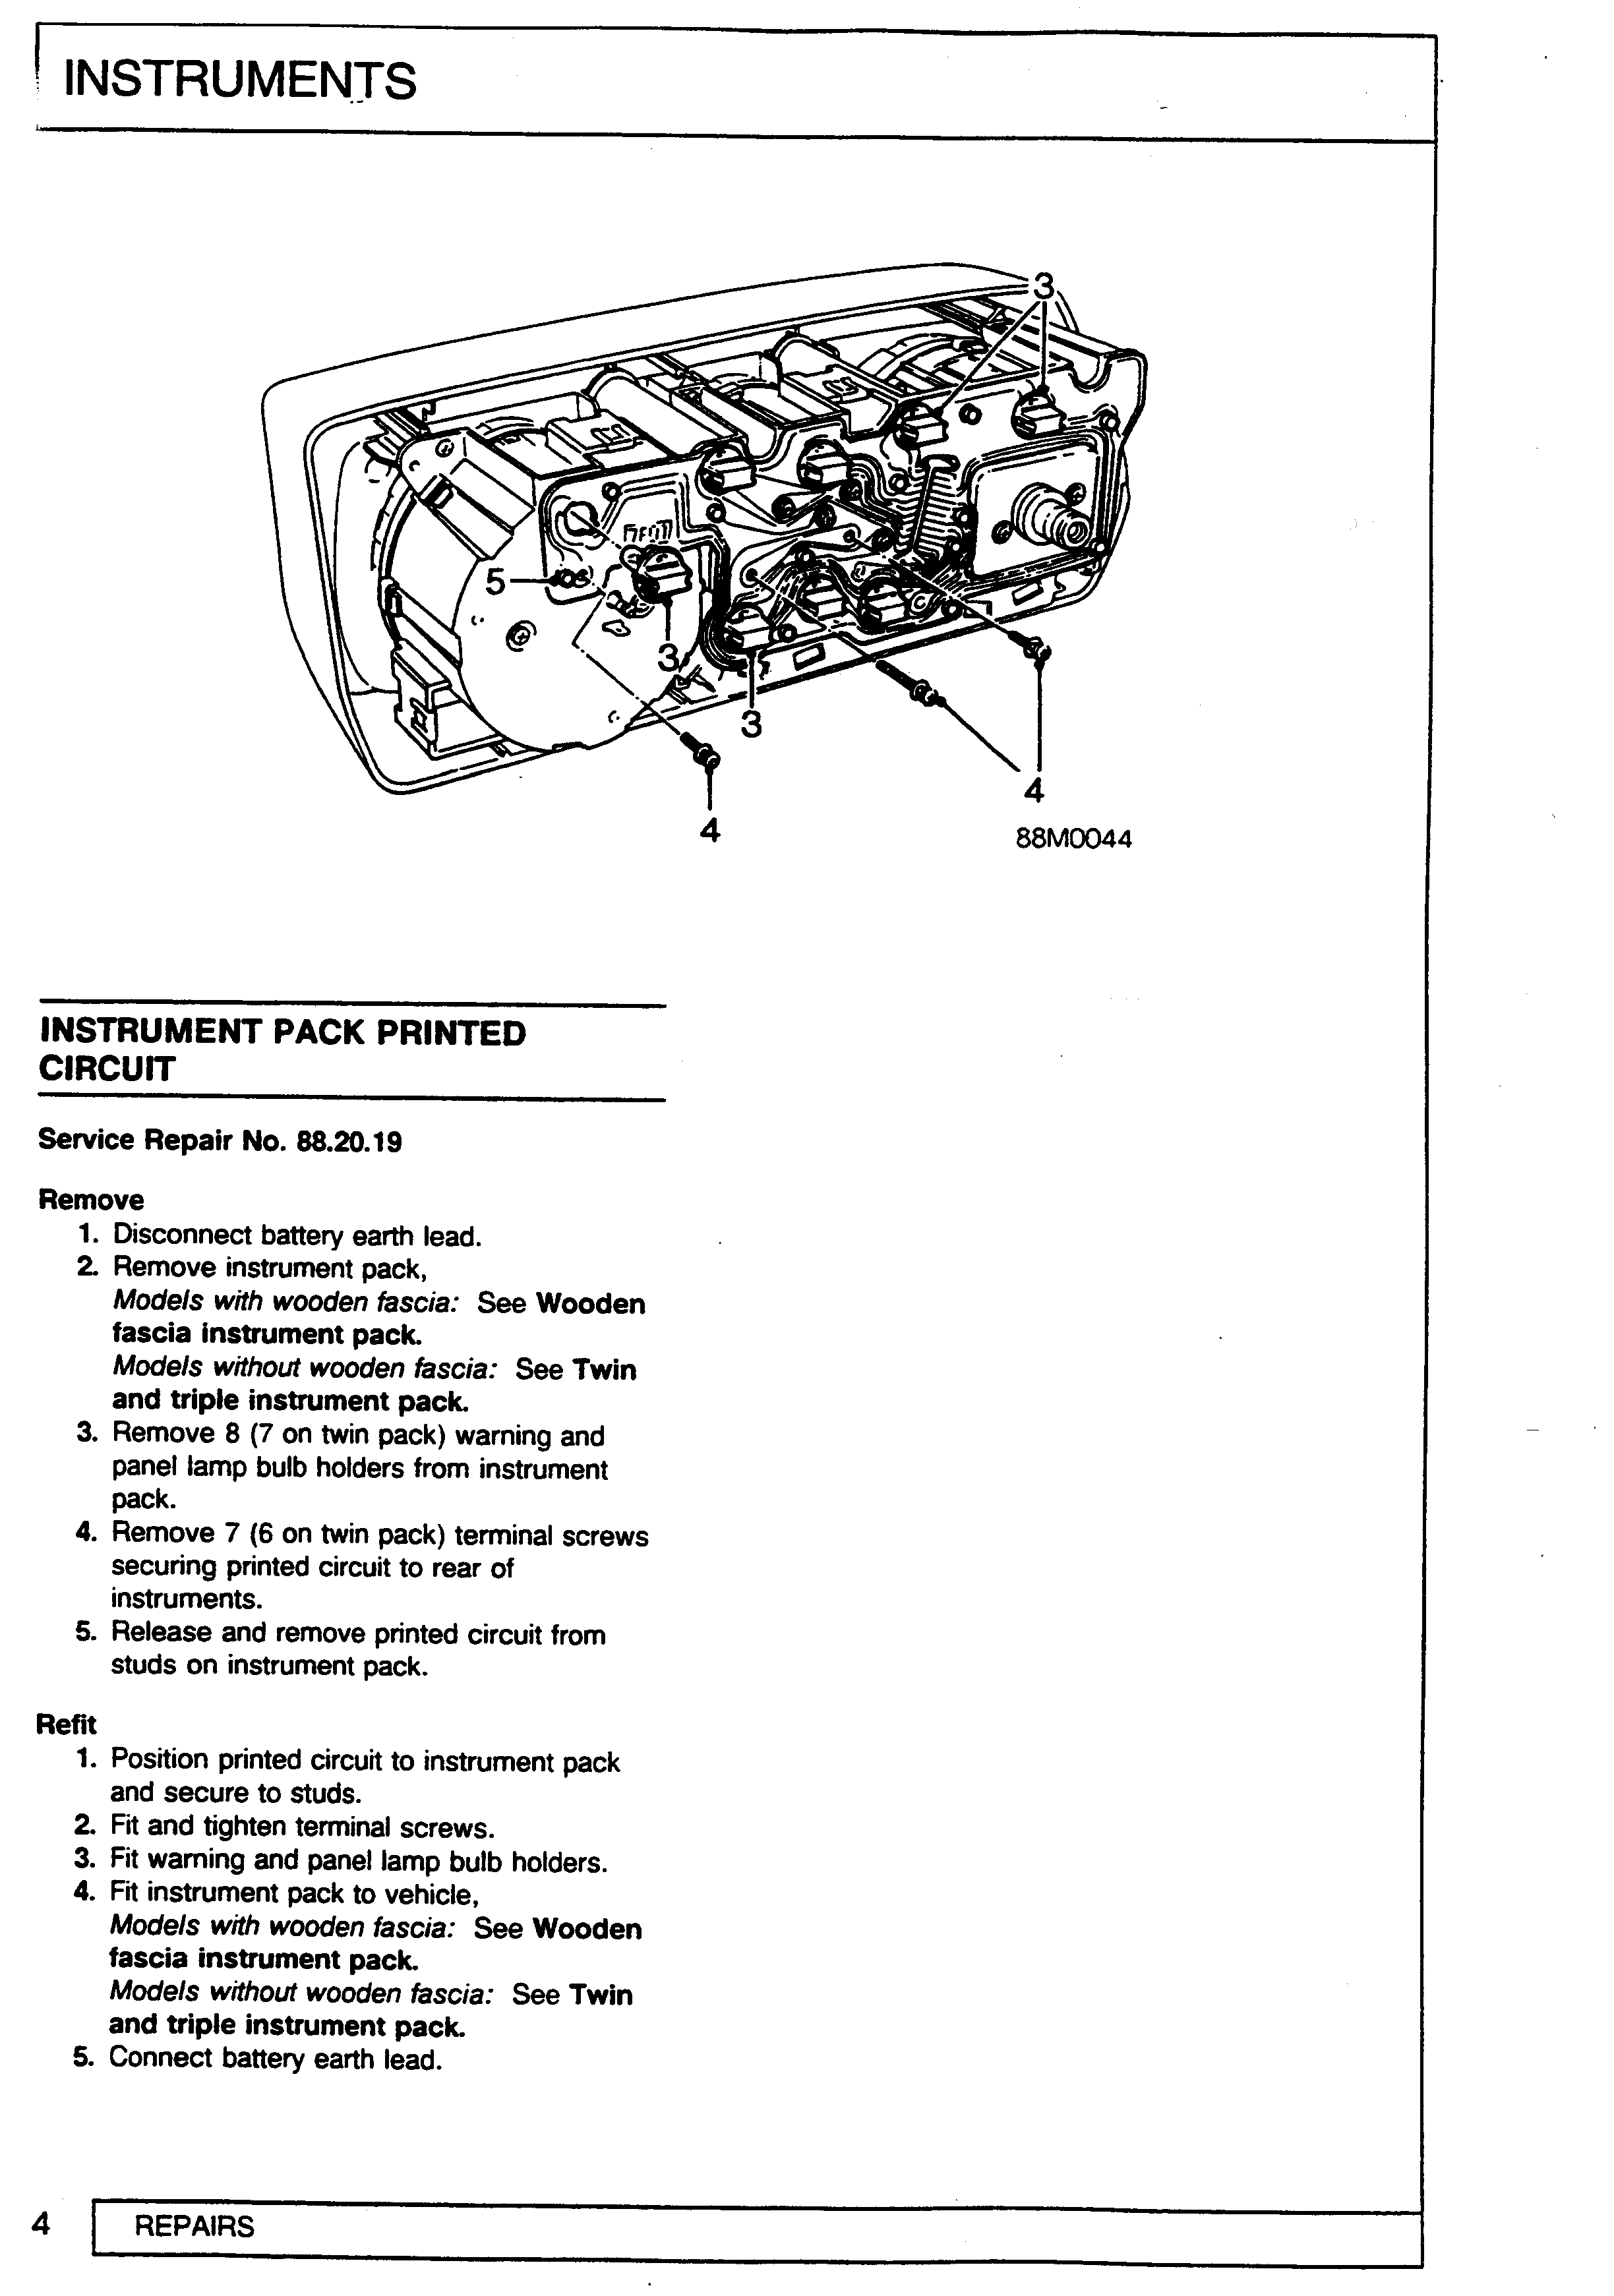 INSTRUMENTS
3
5
3
3
4
4
88M0044
INSTRUMENT PACK PRINTED
CIRCUIT
Service Repair No. 88.20.19
Remove
1. Disconnect battery earth lead.
2. Remove instrument pack,
Models with wooden fascia: See Wooden
fascia instrument pack.
Models without wooden fascia: See Twin
and triple instrument pack.
3. Remove 8 (7 on twin pack) warning and
panel lamp bulb holders from instrument
pack.
4. Remove 7 (6 on twin pack) terminal screws
securing printed circuit to rear of
instruments.
5. Release and remove printed circuit from
studs on instrument pack.
Refit
1. Position printed circuit to instrument pack
and secure to studs.
2. Fit and tighten terminal screws.
3. Fit warning and panel lamp bulb holders.
4. Fit instrument pack to vehicle,
Models with wooden fascia: See Wooden
fascia instrument pack.
Models without wooden fascia: See Twin
and triple instrument pack.
5. Connect battery earth lead.
4 REPAIRS